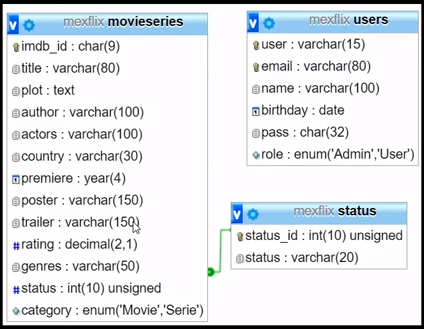 mexflix movieseries
imdb_id : char(9)
title : varchar(80)
plot : text
author : varchar(100)
actors : varchar(100)
country : varchar(30)
premiere : year(4)
poster : varchar(150)
trailer : varchar(150)
# rating : decimal(2,1)
genres : varchar(50)
# status : int(10) unsigned
category : enum('Movie','Serie')
mexflix users
user : varchar(15)
email : varchar(80)
name : varchar(100)
birthday : date
pass : char(32)
role : enum('Admin','User')
mexflix status
status_id : int(10) unsigned
status : varchar(20)